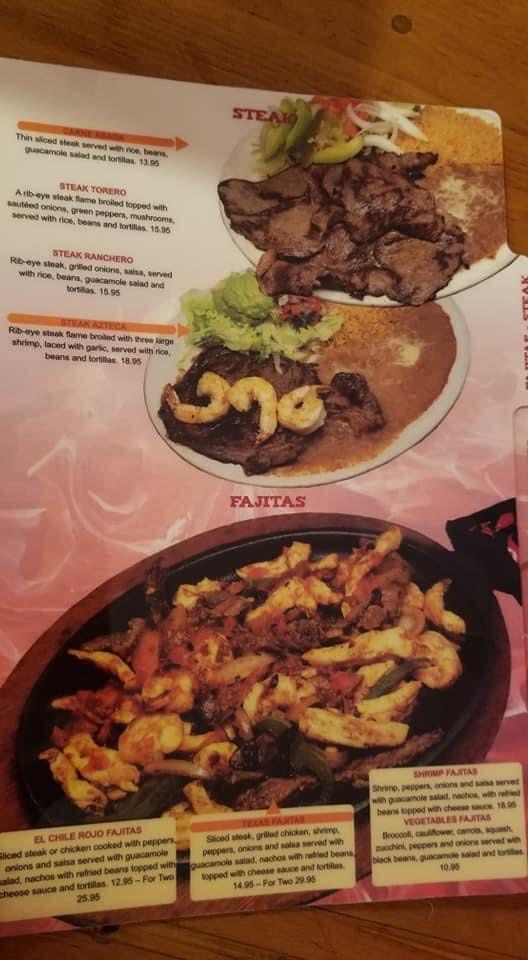 STEAK
CARNE ASADA
Thin sliced steak served with rice, beans,
guacamole salad and tortillas. 13.95
STEAK TORERO
A rib-eye steak flame broiled topped with
sautéed onions, green peppers, mushrooms,
served with rice, beans and tortillas. 15.95
STEAK RANCHERO
Rib-eye steak, grilled onions, salsa, served
with rice, beans, guacamole salad and
tortillas. 15.95
STEAK AZTECA
Rib-eye steak flame broiled with three large
shrimp, laced with garlic, served with rice,
beans and tortillas. 18.95
FAJITAS
EL CHILE ROJO FAJITAS
Sliced steak or chicken cooked with peppers,
onions and salsa served with guacamole
salad, nachos with refried beans topped with
cheese sauce and tortillas. 12.95 – For Two
25.95
TEXAS FAJITAS
Sliced steak, grilled chicken, shrimp,
peppers, onions and salsa served with
guacamole salad, nachos with refried beans,
topped with cheese sauce and tortillas.
14.95 – For Two 29.95
SHRIMP FAJITAS
Shrimp, peppers, onions and salsa served
with guacamole salad, nachos, with refried
beans topped with cheese sauce. 18.95
VEGETABLES FAJITAS
Broccoli, cauliflower, carrots, squash,
zucchini, peppers and onions served with
black beans, guacamole salad and tortillas.
10.95
FAJITAS STEAK